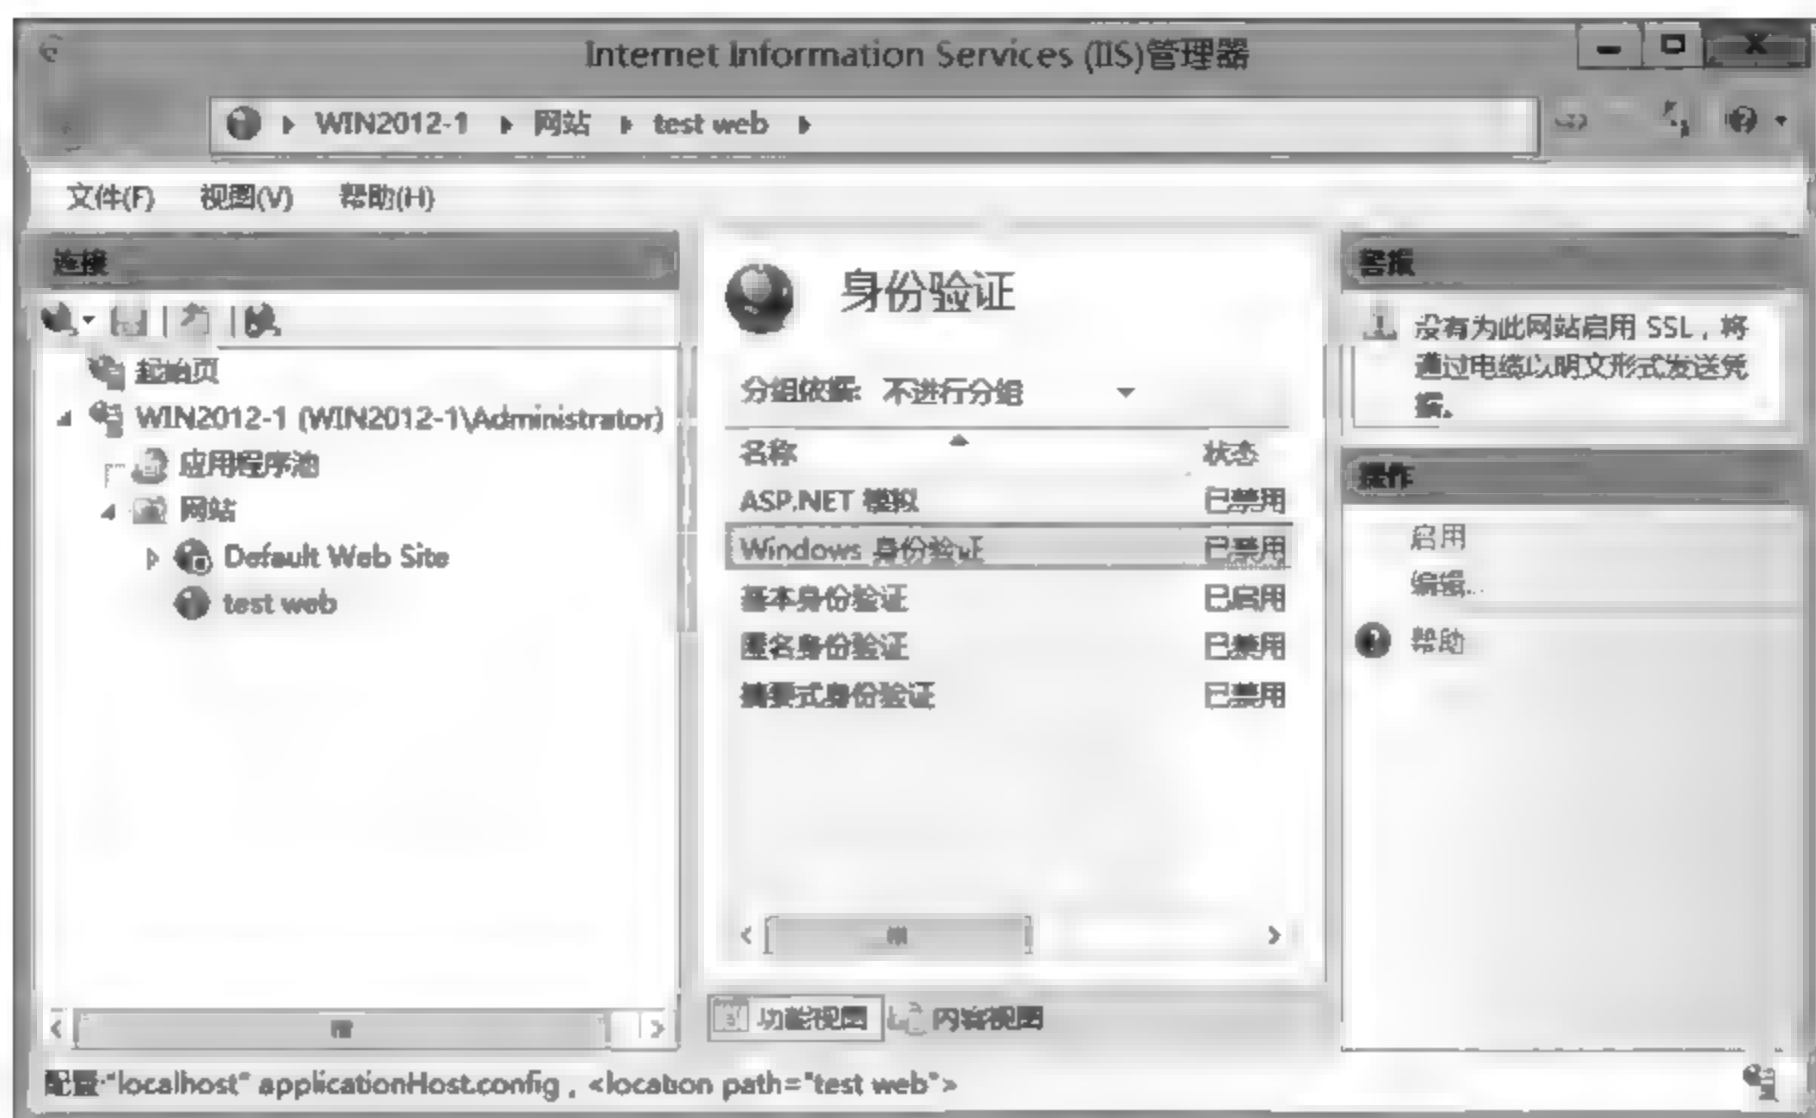 Internet Information Services (IIS)管理器
WIN2012-1 网站 test web
文件(F) 视图(V) 帮助(H)
连接
起始页
WIN2012-1 (WIN2012-1\Administrator)
应用程序池
网站
Default Web Site
test web
身份验证
分组依据: 不进行分组
名称 状态
ASP.NET 模拟 已禁用
Windows 身份验证 已禁用
基本身份验证 已启用
匿名身份验证 已禁用
摘要式身份验证 已禁用
功能视图 内容视图
警报
没有为此网站启用 SSL，将
通过电缆以明文形式发送凭
据。
操作
启用
编辑...
帮助
配置:"localhost" applicationHost.config , <location path="test web">